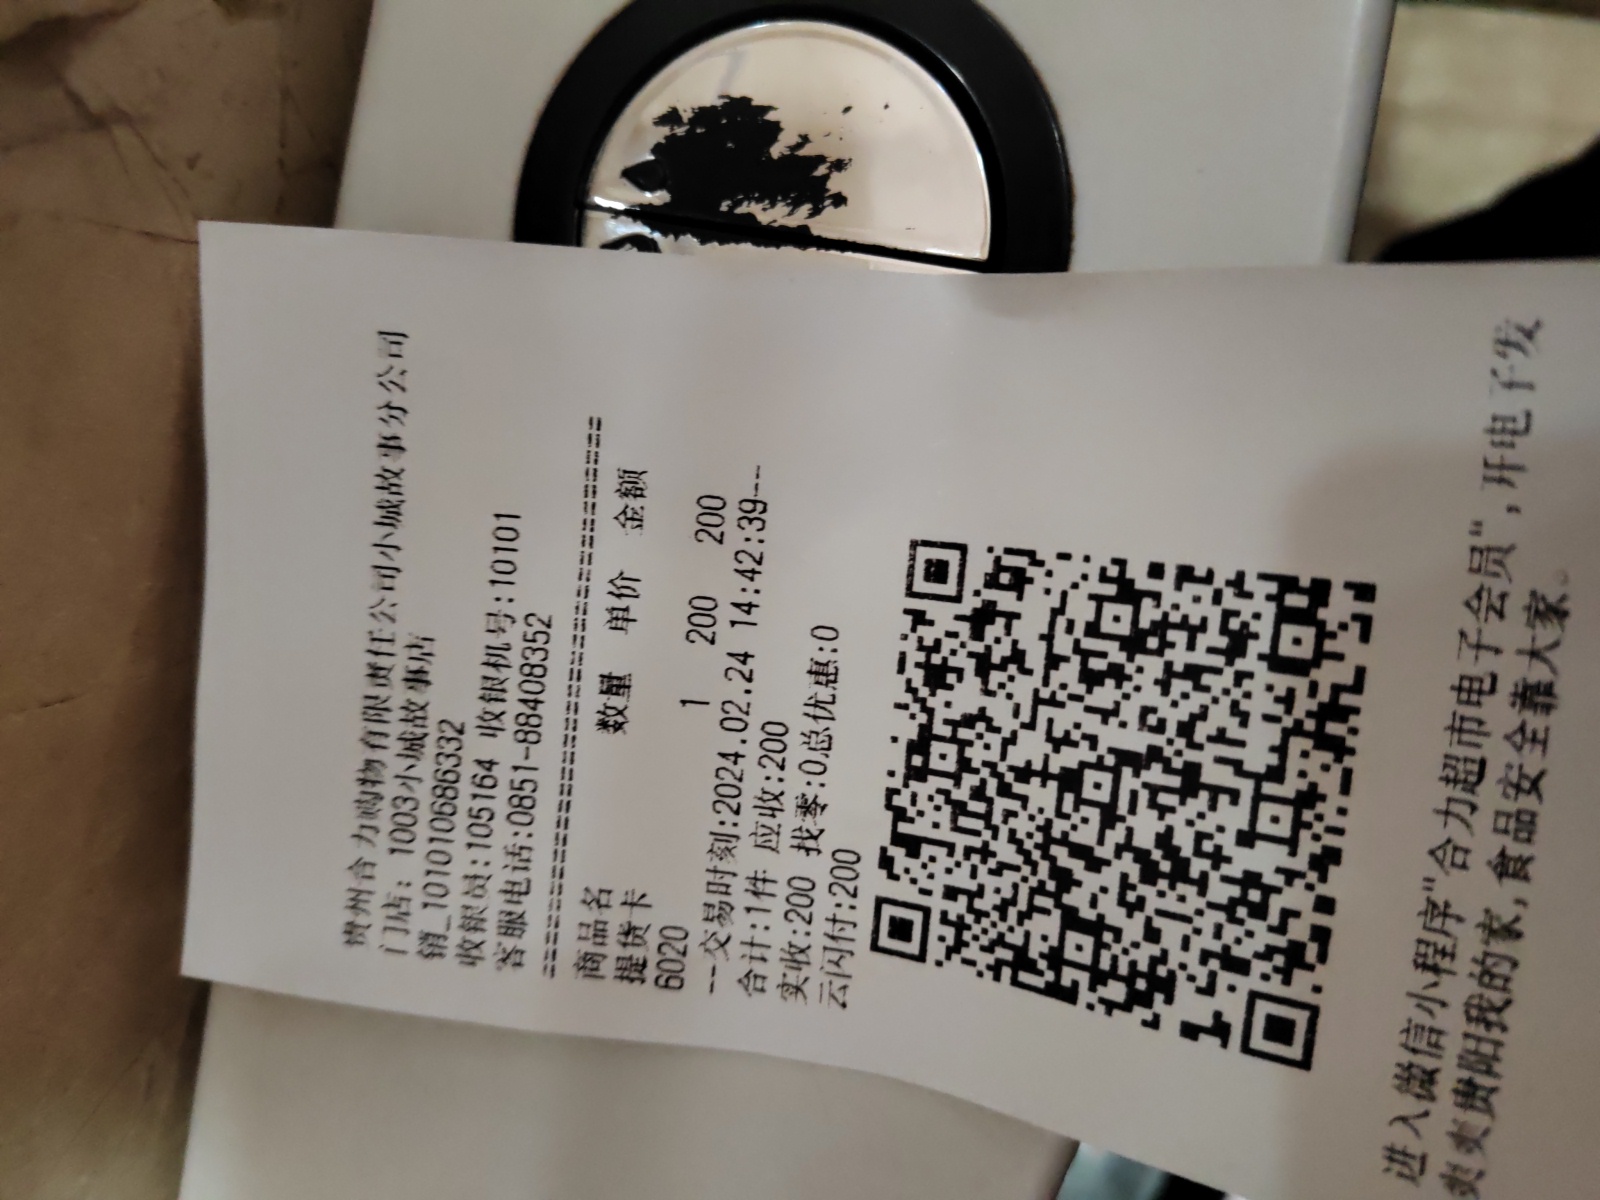 贵州合力购物有限责任公司小城故事分公司
门店: 1003小城故事店
销_1010101068​6332
收银员:105164 收银机号:10101
客服电话:0851-88408352
==========================================
商品名 数量 单价 金额
提货卡
6020 1 200 200
--交易时刻:2024.02.24 14:42:39---
合计:1件 应收:200
实收:200 找零:0总优惠:0
云闪付:200
进入微信小程序"合力超市电子会员",开电子发
爽爽贵阳我的家,食品安全靠大家。